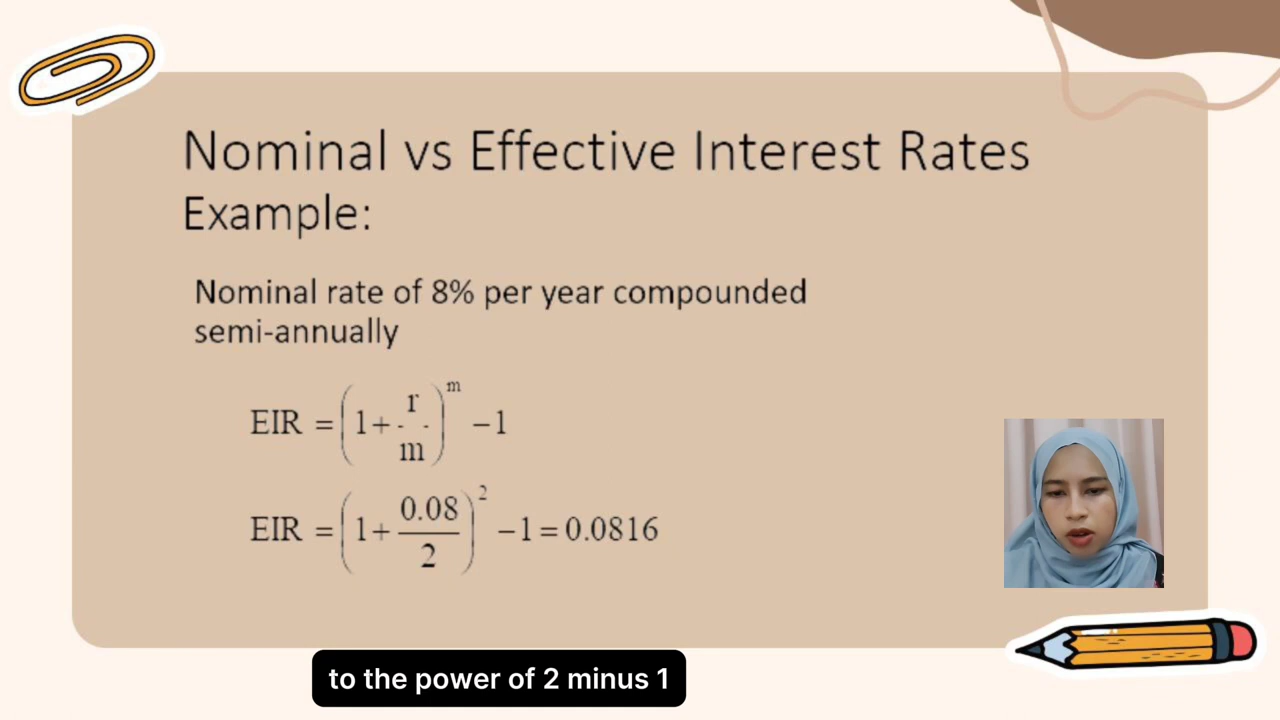 Nominal vs Effective Interest Rates
Example:
Nominal rate of 8% per year compounded
semi-annually
EIR = (1 + r/m)^m − 1
EIR = (1 + 0.08/2)^2 − 1 = 0.0816
to the power of 2 minus 1